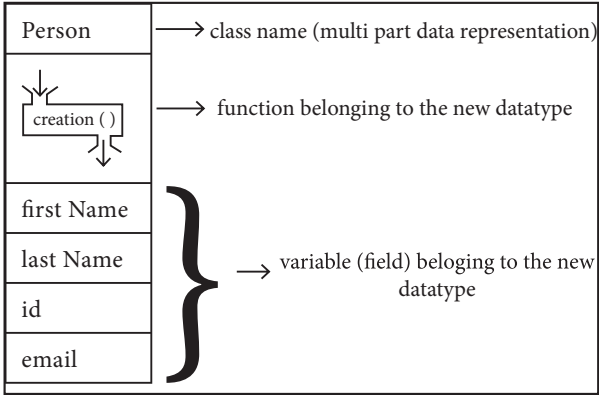 Person
class name (multi part data representation)
creation ( )
function belonging to the new datatype
first Name
last Name
id
email
variable (field) beloging to the new
datatype